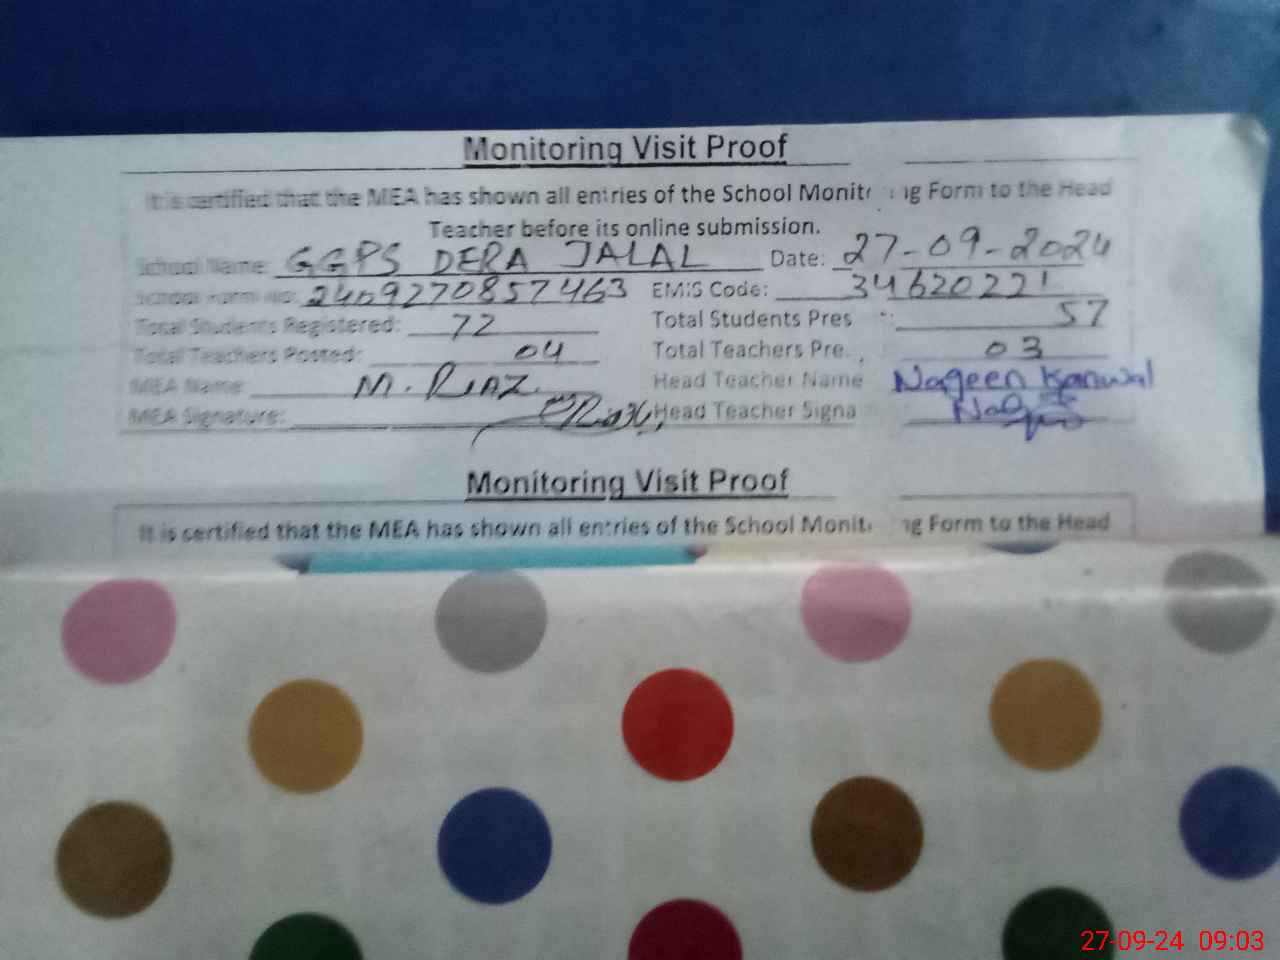 Monitoring Visit Proof
It is certified that the MEA has shown all entries of the School Monit ing Form to the Head
Teacher before its online submission.
School Name: GGPS DERA JALAL Date: 27-09-2024
School Form No: 24092770857463 EMIS Code: 34620221
Total Students Registered: 72 Total Students Pres : 57
Total Teachers Posted: 04 Total Teachers Pre 03
MEA Name M. RIAZ Head Teacher Name Nageen Kanwal
MEA Signature: Riaz Head Teacher Signa
Monitoring Visit Proof
It is certified that the MEA has shown all entries of the School Monit ng Form to the Head
27-09-24 09:03